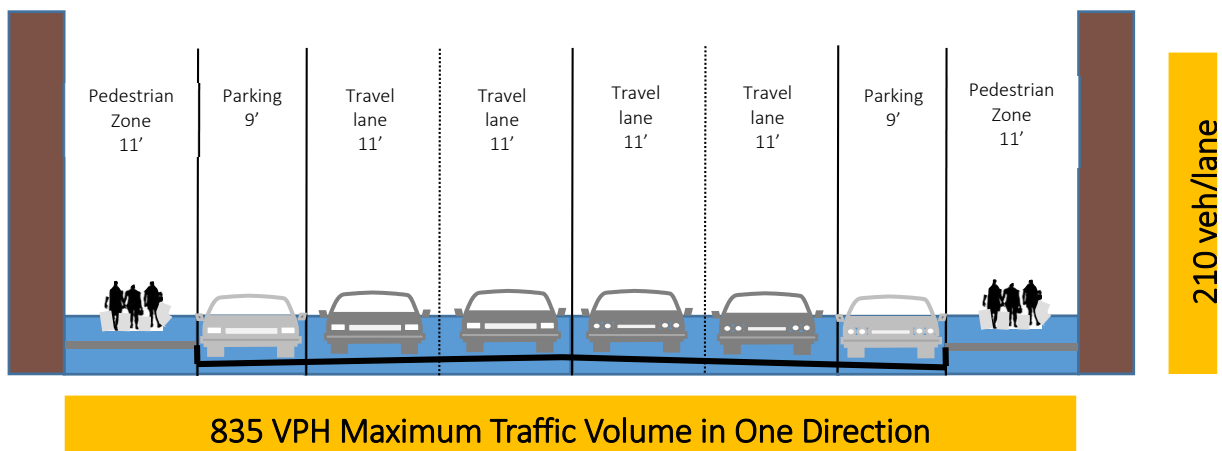 Pedestrian
Zone
11’
Parking
9’
Travel
lane
11’
Travel
lane
11’
Travel
lane
11’
Travel
lane
11’
Parking
9’
Pedestrian
Zone
11’
210 veh/lane
835 VPH Maximum Traffic Volume in One Direction